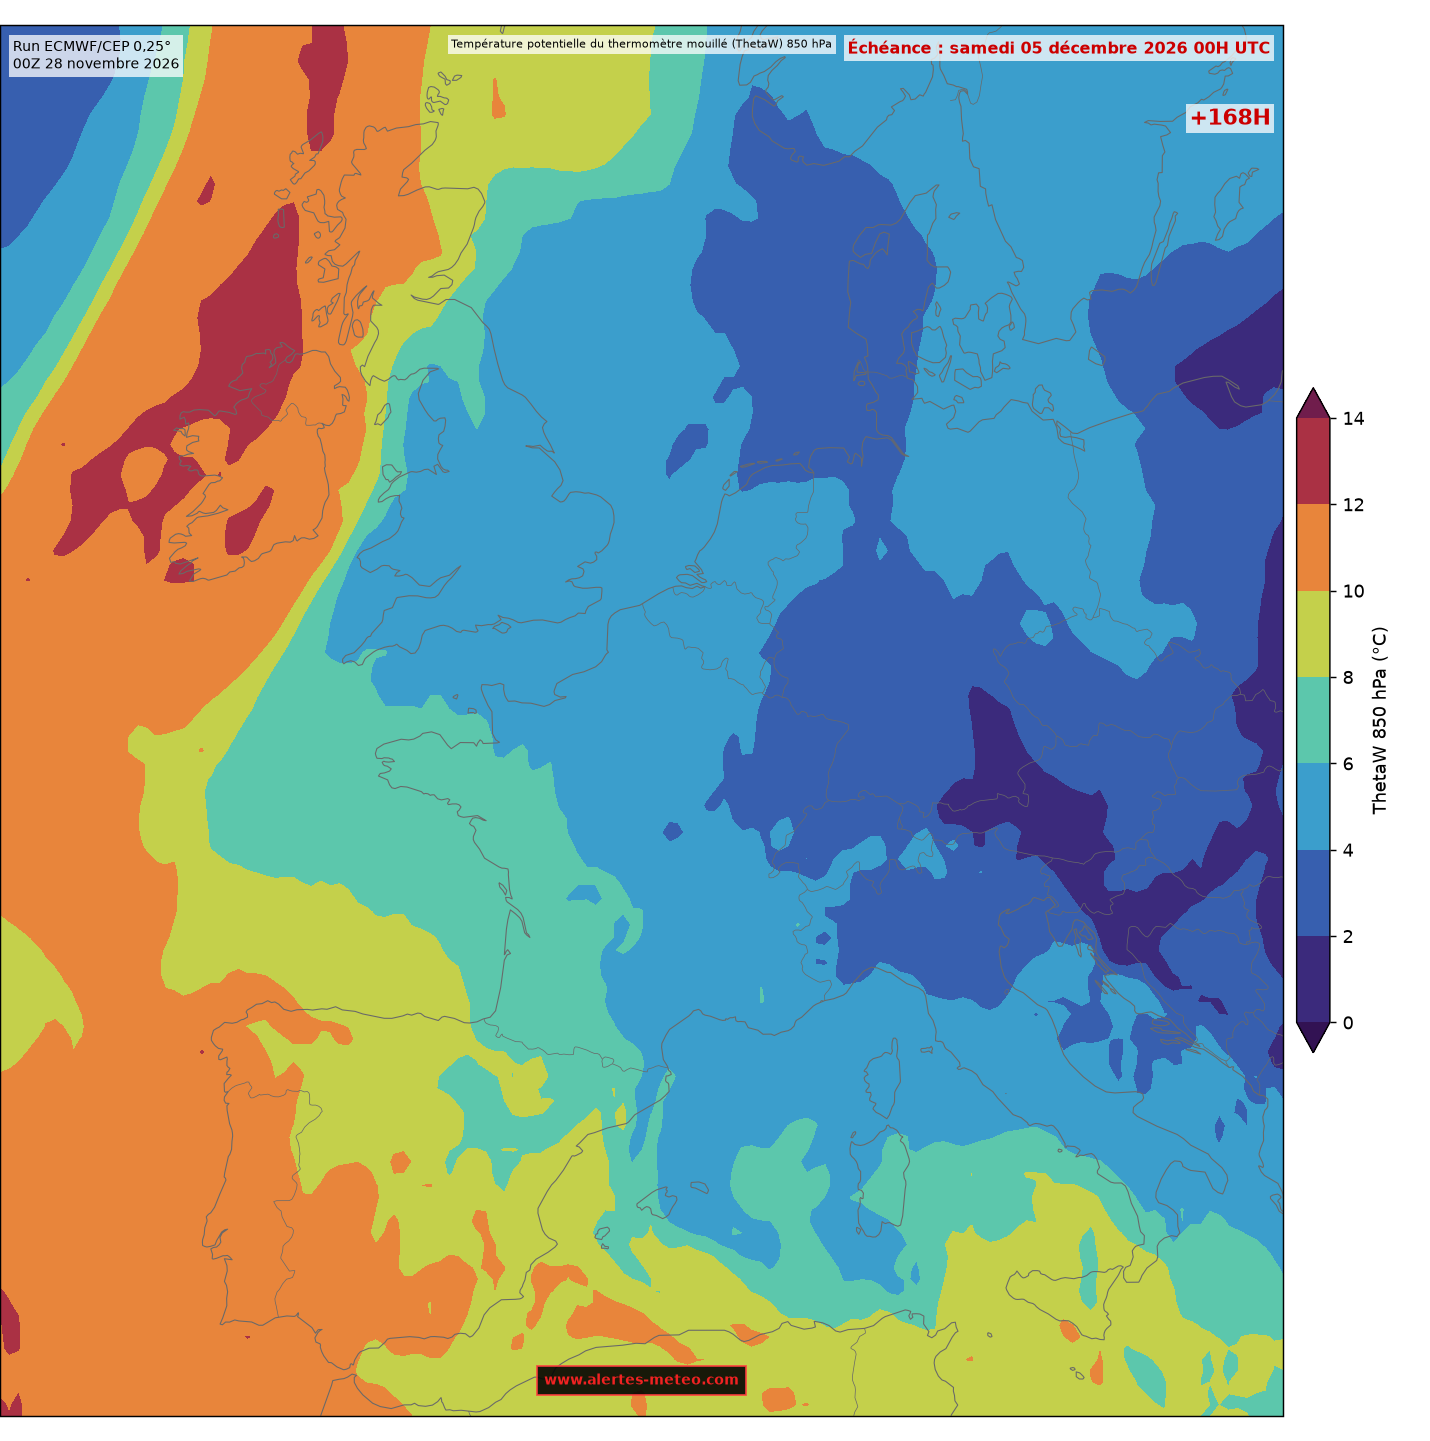 Run ECMWF/CEP 0,25°
00Z 28 novembre 2026
Température potentielle du thermomètre mouillé (ThetaW) 850 hPa
Échéance : samedi 05 décembre 2026 00H UTC
+168H
14
12
10
8
6
4
2
0
ThetaW 850 hPa (°C)
www.alertes-meteo.com